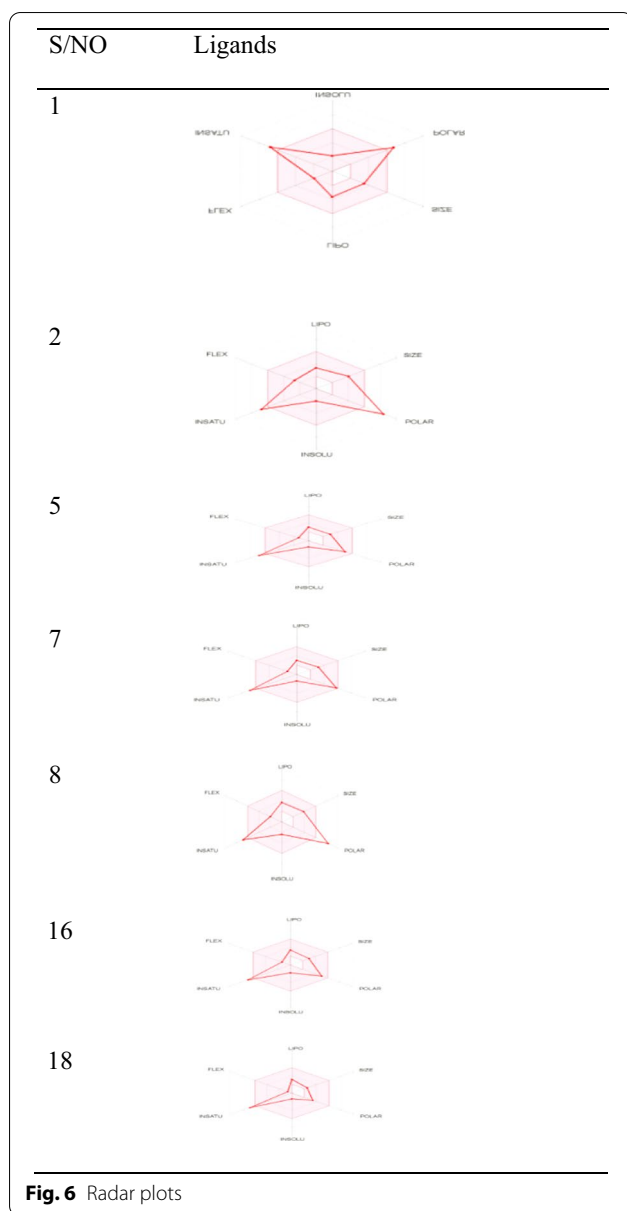 S/NO Ligands
1
INSOLU
INSATU POLAR
FLEX SIZE
LIPO
2
LIPO
FLEX SIZE
INSATU POLAR
INSOLU
5
LIPO
FLEX SIZE
INSATU POLAR
INSOLU
7
LIPO
FLEX SIZE
INSATU POLAR
INSOLU
8
LIPO
FLEX SIZE
INSATU POLAR
INSOLU
16
LIPO
FLEX SIZE
INSATU POLAR
INSOLU
18
LIPO
FLEX SIZE
INSATU POLAR
INSOLU
Fig. 6 Radar plots